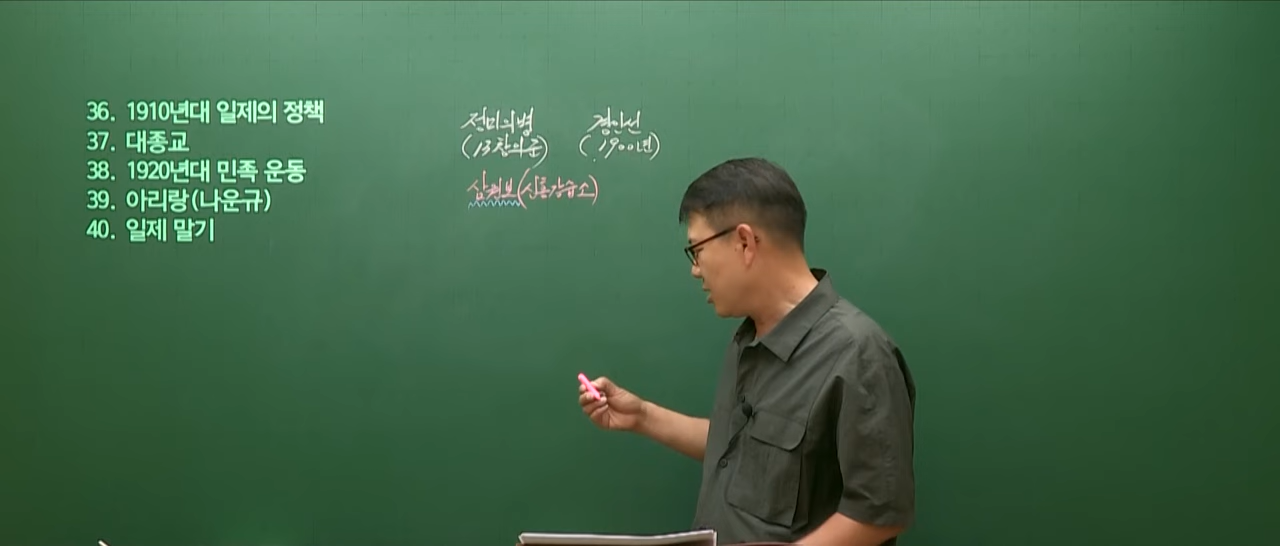 36. 1910년대 일제의 정책
37. 대종교
38. 1920년대 민족 운동
39. 아리랑(나운규)
40. 일제 말기
정미의병 경인선
(13창의군) (1900년)
삼원보(신흥강습소)